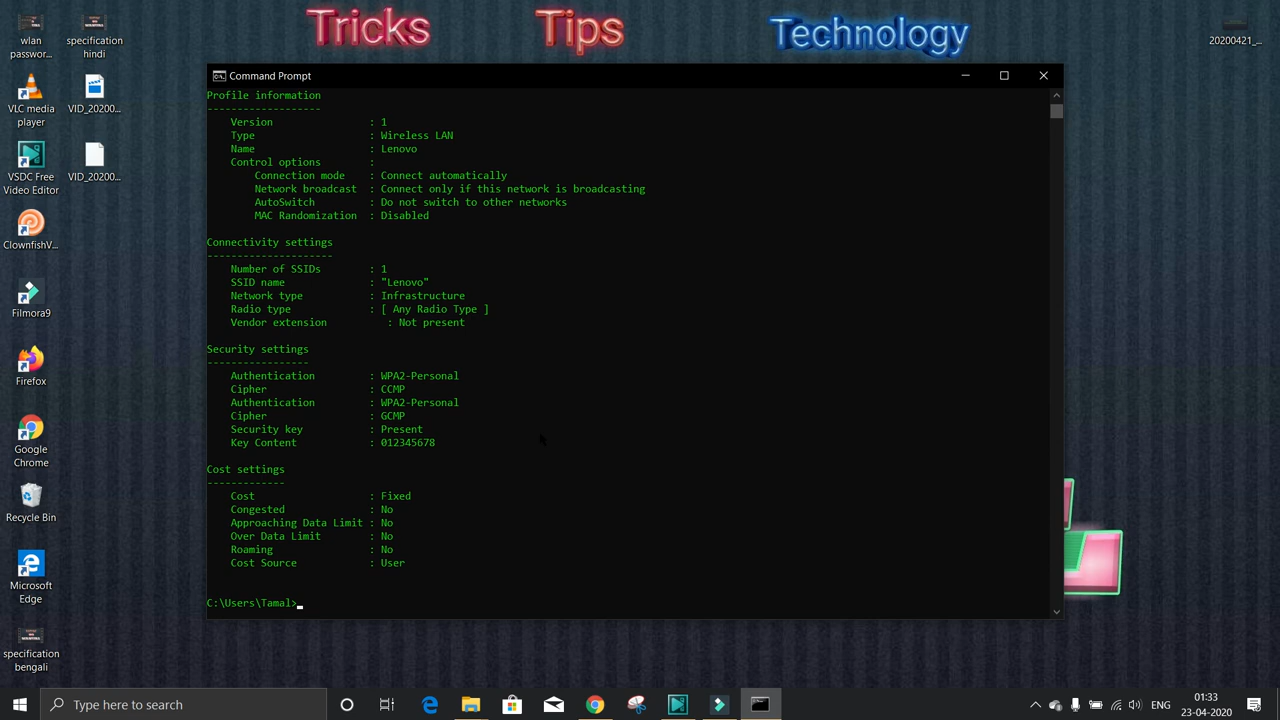 Tricks
Tips
Technology
wlan
passwor...
specification
hindi
20200421_...
VLC media
player
VID_20200...
VSDC Free
Video Editor
VID_20200...
ClownfishV...
Filmora9
Firefox
Google
Chrome
Recycle Bin
Microsoft
Edge
specification
bengali
Command Prompt
Profile information
-------------------
Version : 1
Type : Wireless LAN
Name : Lenovo
Control options :
Connection mode : Connect automatically
Network broadcast : Connect only if this network is broadcasting
AutoSwitch : Do not switch to other networks
MAC Randomization : Disabled
Connectivity settings
---------------------
Number of SSIDs : 1
SSID name : "Lenovo"
Network type : Infrastructure
Radio type : [ Any Radio Type ]
Vendor extension : Not present
Security settings
-----------------
Authentication : WPA2-Personal
Cipher : CCMP
Authentication : WPA2-Personal
Cipher : GCMP
Security key : Present
Key Content : 012345678
Cost settings
-------------
Cost : Fixed
Congested : No
Approaching Data Limit : No
Over Data Limit : No
Roaming : No
Cost Source : User
C:\Users\Tamal>
Type here to search
ENG
01:33
23-04-2020